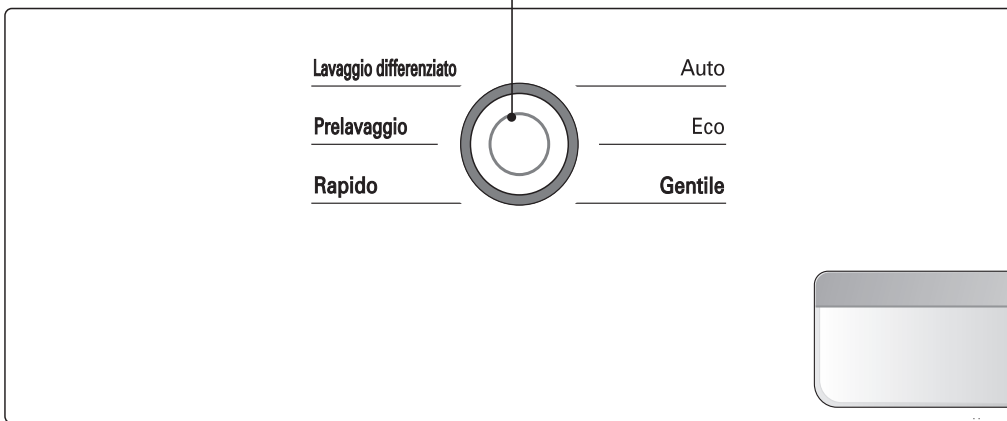 Lavaggio differenziato
Prelavaggio
Rapido
Auto
Eco
Gentile